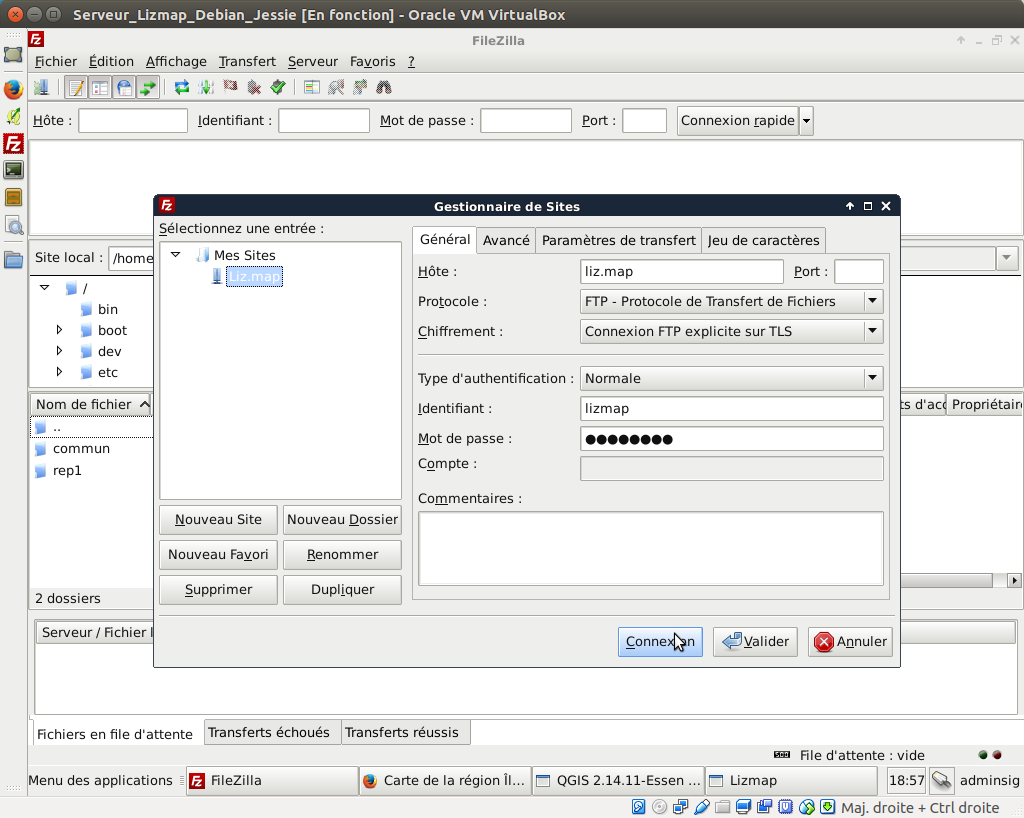 Serveur_Lizmap_Debian_Jessie [En fonction] - Oracle VM VirtualBox
FileZilla
Fichier Édition Affichage Transfert Serveur Favoris ?
Hôte : Identifiant : Mot de passe : Port : Connexion rapide
Gestionnaire de Sites
Sélectionnez une entrée :
Mes Sites
Liz.map
Général Avancé Paramètres de transfert Jeu de caractères
Hôte : liz.map Port :
Protocole : FTP - Protocole de Transfert de Fichiers
Chiffrement : Connexion FTP explicite sur TLS
Type d'authentification : Normale
Identifiant : lizmap
Mot de passe : ●●●●●●●●
Compte :
Commentaires :
Nouveau Site Nouveau Dossier
Nouveau Favori Renommer
Supprimer Dupliquer
Connexion Valider Annuler
Site local : /home
/
bin
boot
dev
etc
Nom de fichier ts d'acc Propriétair
..
commun
rep1
2 dossiers
Serveur / Fichier l
Fichiers en file d'attente Transferts échoués Transferts réussis
File d'attente : vide
Menu des applications FileZilla Carte de la région Îl... QGIS 2.14.11-Essen ... Lizmap 18:57 adminsig
Maj. droite + Ctrl droite